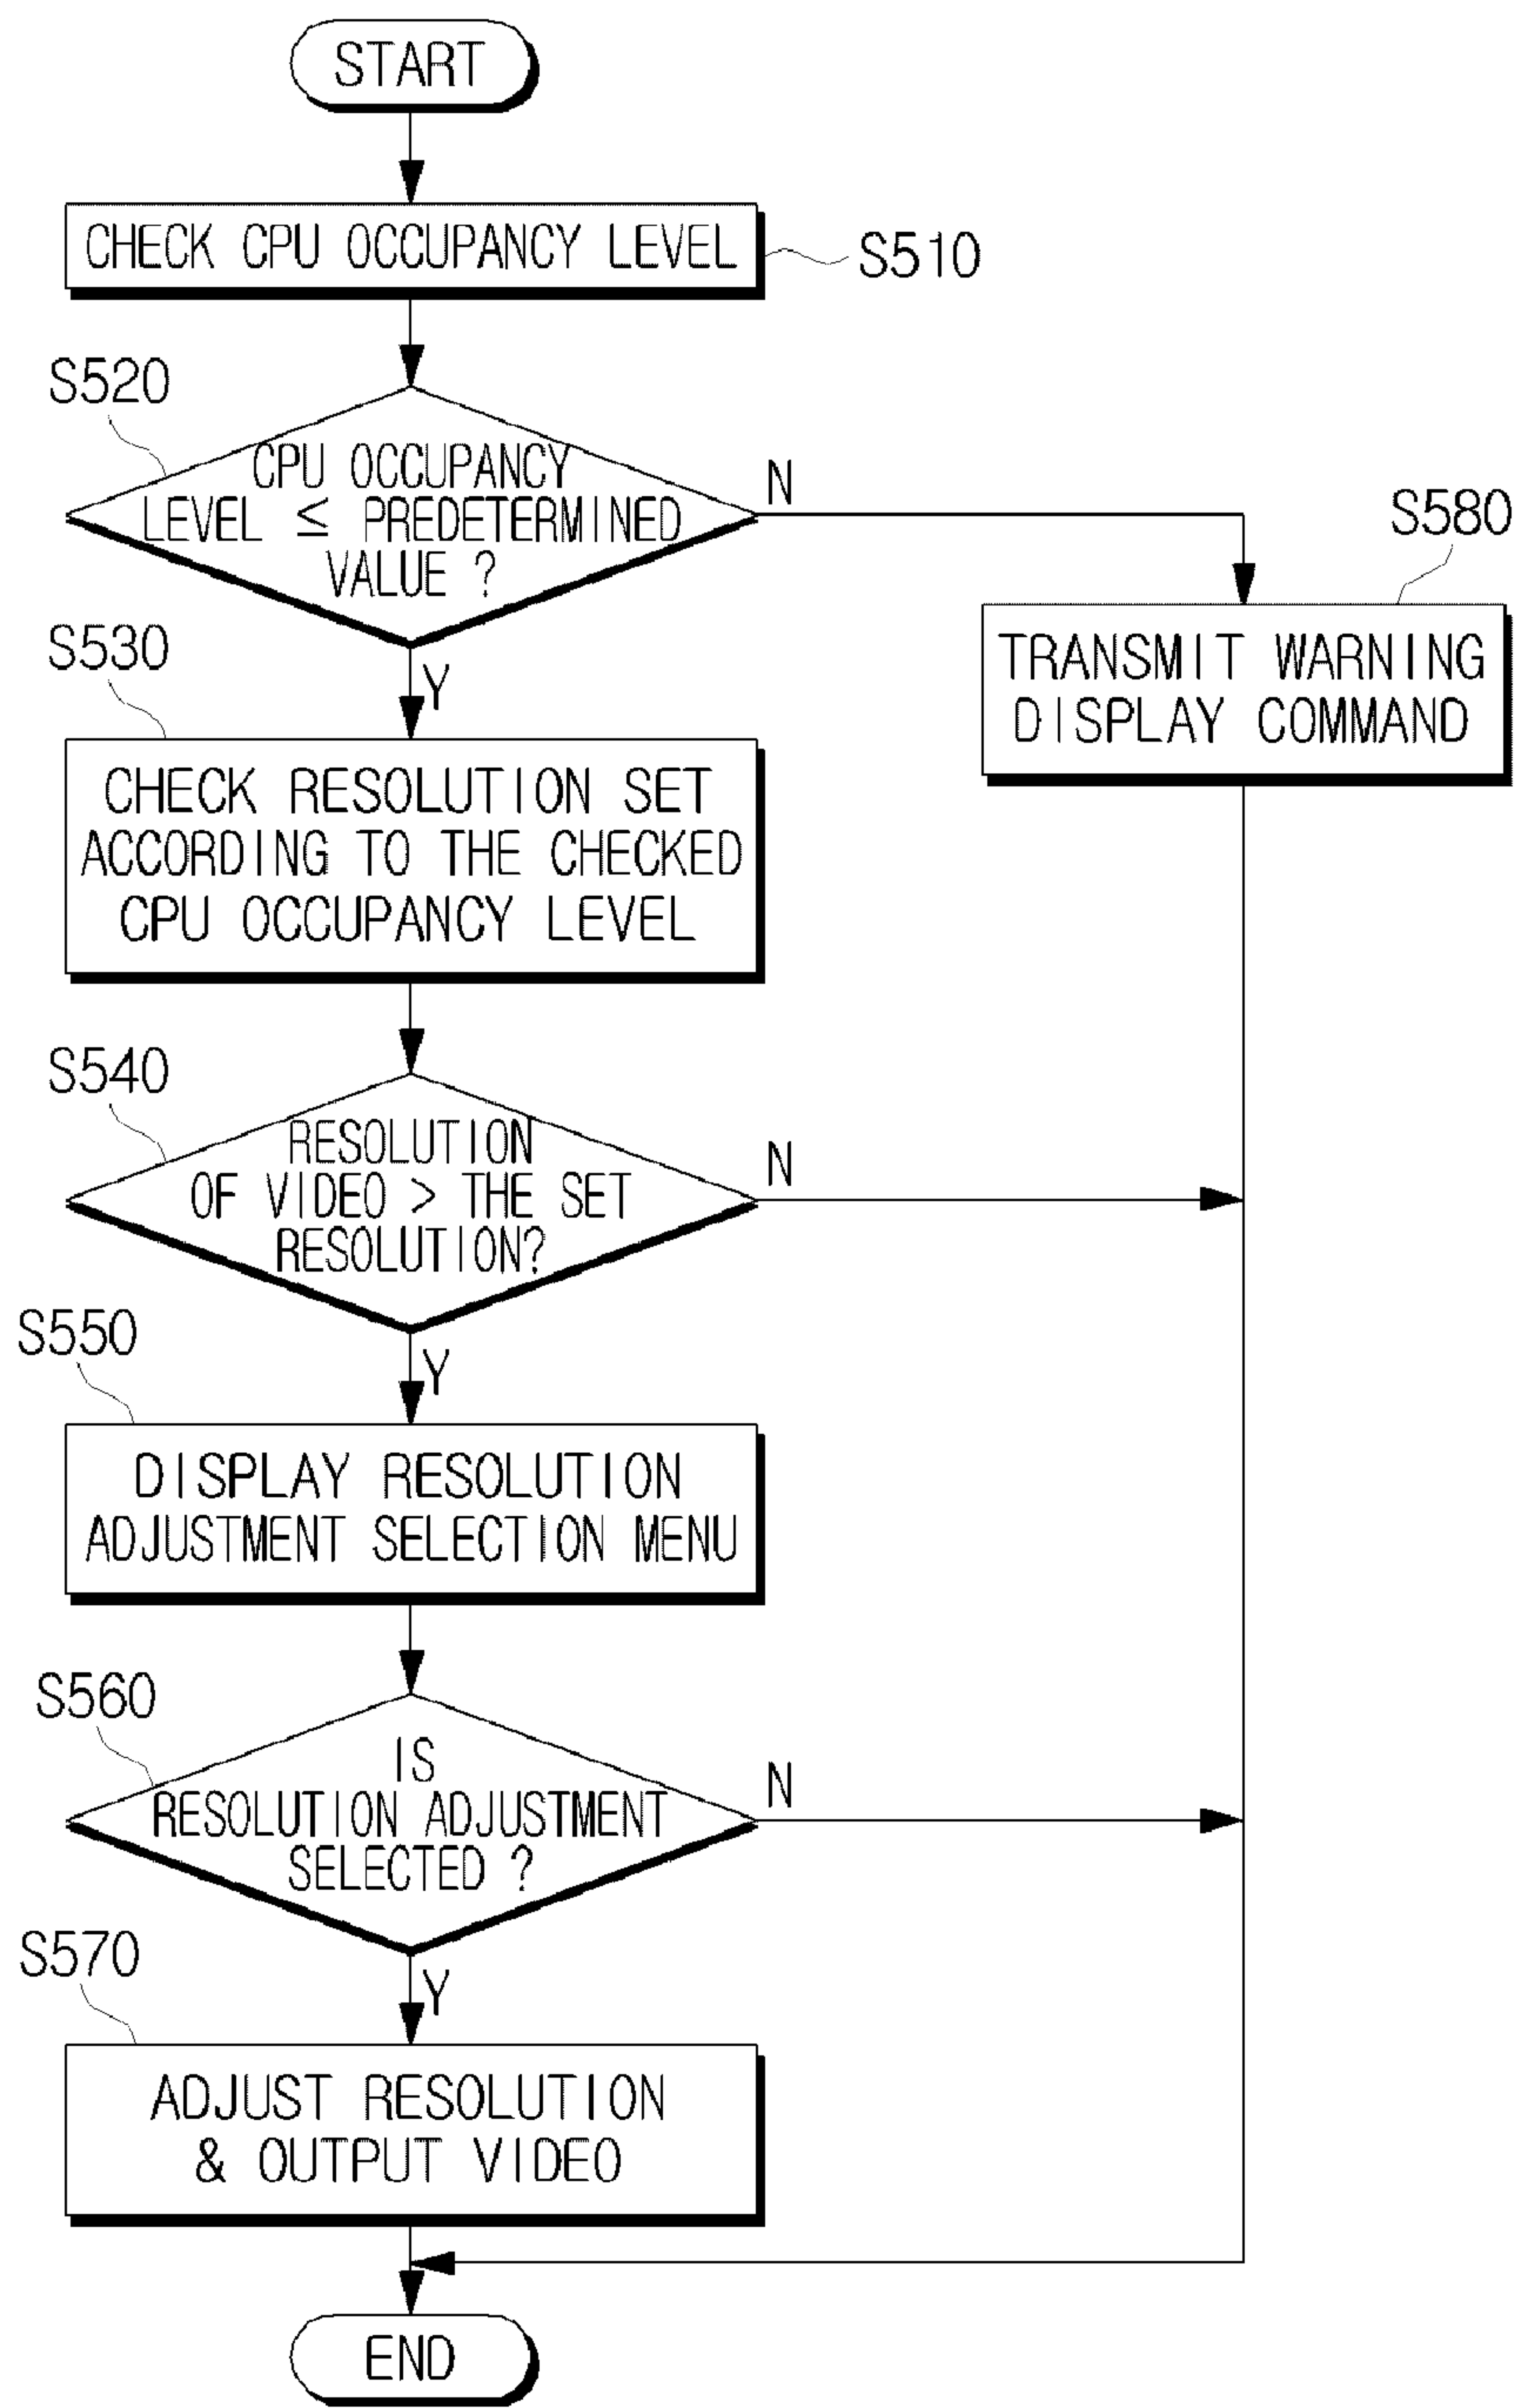 START
CHECK CPU OCCUPANCY LEVEL
S510
S520
CPU OCCUPANCY
LEVEL ≤ PREDETERMINED
VALUE ?
N
S580
TRANSMIT WARNING
DISPLAY COMMAND
Y
S530
CHECK RESOLUTION SET
ACCORDING TO THE CHECKED
CPU OCCUPANCY LEVEL
S540
RESOLUTION
OF VIDEO > THE SET
RESOLUTION?
N
Y
S550
DISPLAY RESOLUTION
ADJUSTMENT SELECTION MENU
S560
IS
RESOLUTION ADJUSTMENT
SELECTED ?
N
Y
S570
ADJUST RESOLUTION
& OUTPUT VIDEO
END